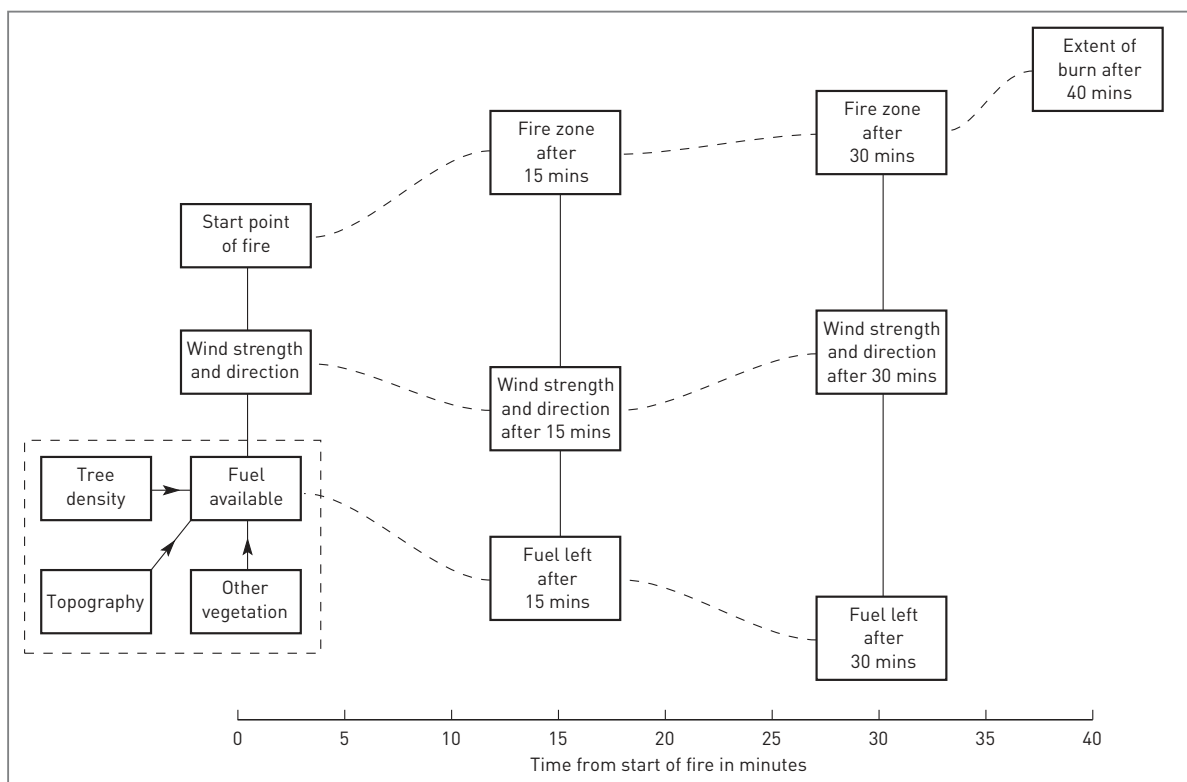 Extent of
burn after
40 mins
Fire zone
after
30 mins
Fire zone
after
15 mins
Start point
of fire
Wind strength
and direction
Wind strength
and direction
after 15 mins
Wind strength
and direction
after 30 mins
Tree
density
Fuel
available
Topography
Other
vegetation
Fuel left
after
15 mins
Fuel left
after
30 mins
0 5 10 15 20 25 30 35 40
Time from start of fire in minutes